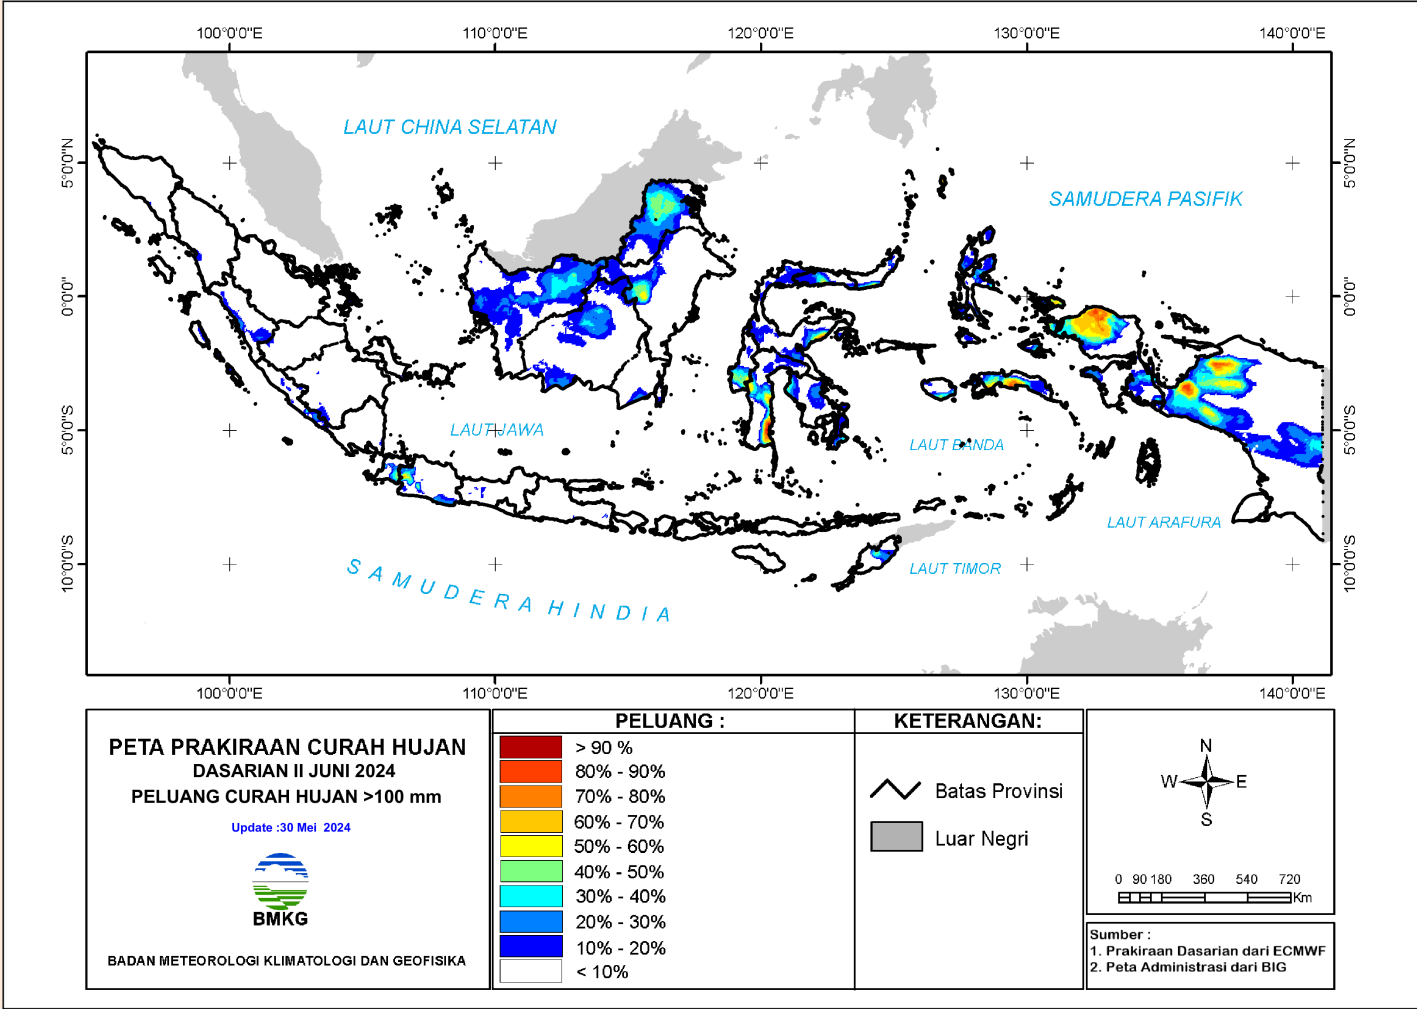 100°0'0"E 110°0'0"E 120°0'0"E 130°0'0"E 140°0'0"E
5°0'0"N
0°0'0"
5°0'0"S
10°0'0"S
LAUT CHINA SELATAN
SAMUDERA PASIFIK
LAUT JAWA
LAUT BANDA
LAUT ARAFURA
LAUT TIMOR
SAMUDERA HINDIA
5°0'0"N
0°0'0"
5°0'0"S
10°0'0"S
100°0'0"E 110°0'0"E 120°0'0"E 130°0'0"E 140°0'0"E
PETA PRAKIRAAN CURAH HUJAN
DASARIAN II JUNI 2024
PELUANG CURAH HUJAN >100 mm
Update :30 Mei 2024
BMKG
BADAN METEOROLOGI KLIMATOLOGI DAN GEOFISIKA
PELUANG :
> 90 %
80% - 90%
70% - 80%
60% - 70%
50% - 60%
40% - 50%
30% - 40%
20% - 30%
10% - 20%
< 10%
KETERANGAN:
Batas Provinsi
Luar Negri
N
W E
S
0 90 180 360 540 720
Km
Sumber :
1. Prakiraan Dasarian dari ECMWF
2. Peta Administrasi dari BIG